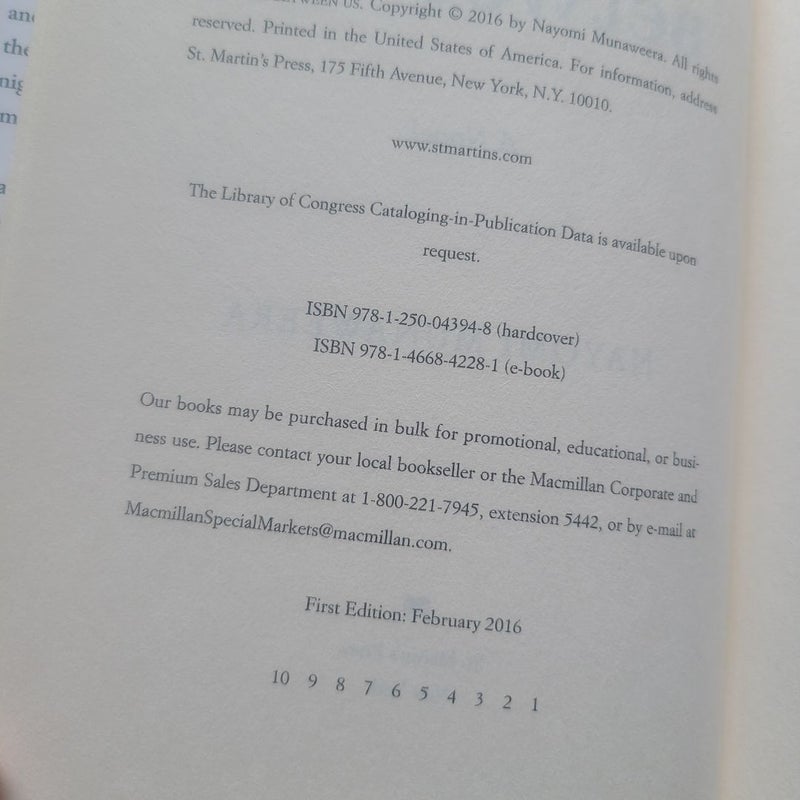 BETWEEN US. Copyright © 2016 by Nayomi Munaweera. All rights
reserved. Printed in the United States of America. For information, address
St. Martin's Press, 175 Fifth Avenue, New York, N.Y. 10010.
www.stmartins.com
The Library of Congress Cataloging-in-Publication Data is available upon
request.
ISBN 978-1-250-04394-8 (hardcover)
ISBN 978-1-4668-4228-1 (e-book)
Our books may be purchased in bulk for promotional, educational, or busi-
ness use. Please contact your local bookseller or the Macmillan Corporate and
Premium Sales Department at 1-800-221-7945, extension 5442, or by e-mail at
MacmillanSpecialMarkets@macmillan.com.
First Edition: February 2016
10 9 8 7 6 5 4 3 2 1